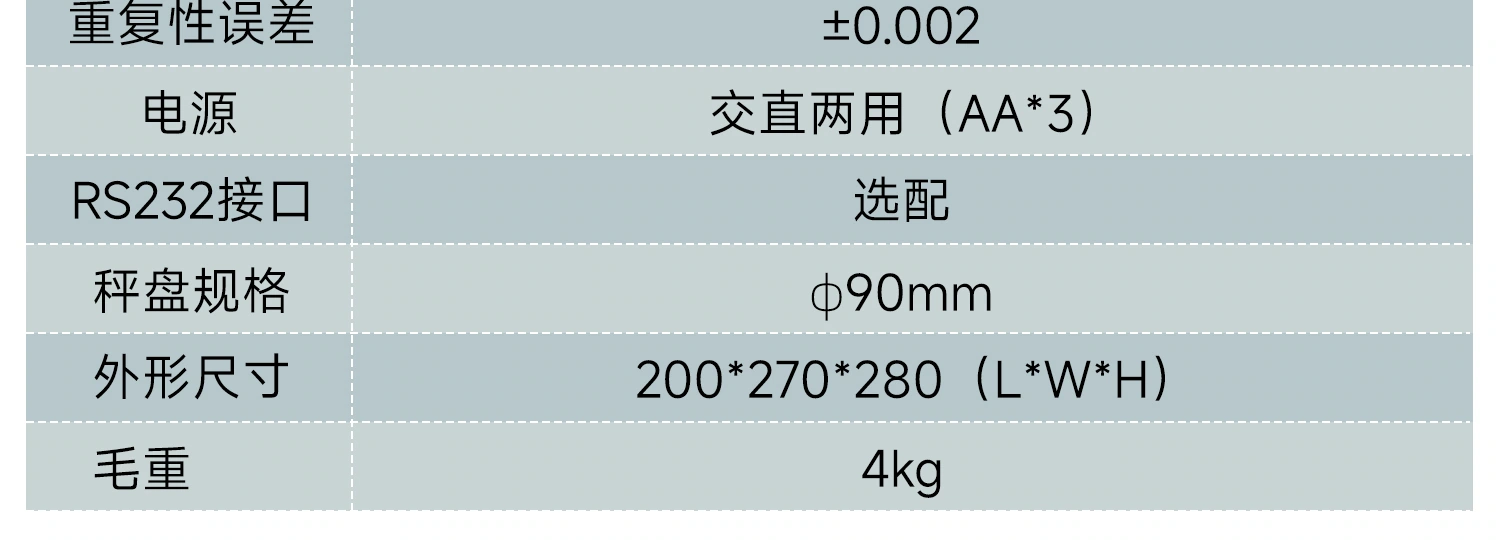 重复性误差 ±0.002
电源 交直两用（AA*3）
RS232接口 选配
秤盘规格 ф90mm
外形尺寸 200*270*280（L*W*H）
毛重 4kg